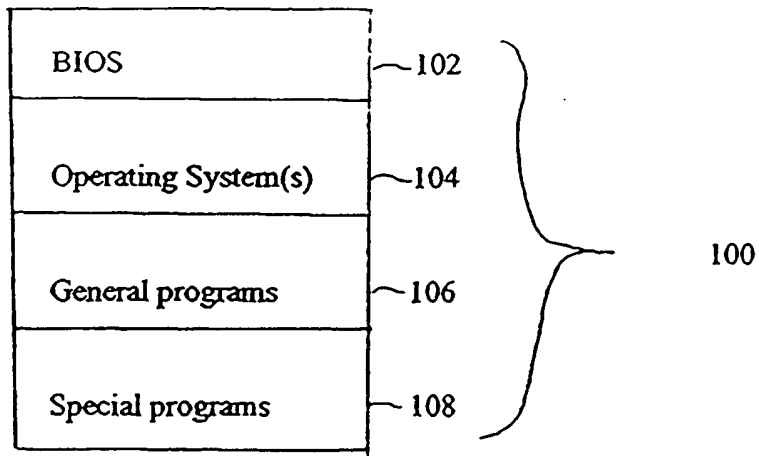 BIOS 102
Operating System(s) 104
100
General programs 106
Special programs 108